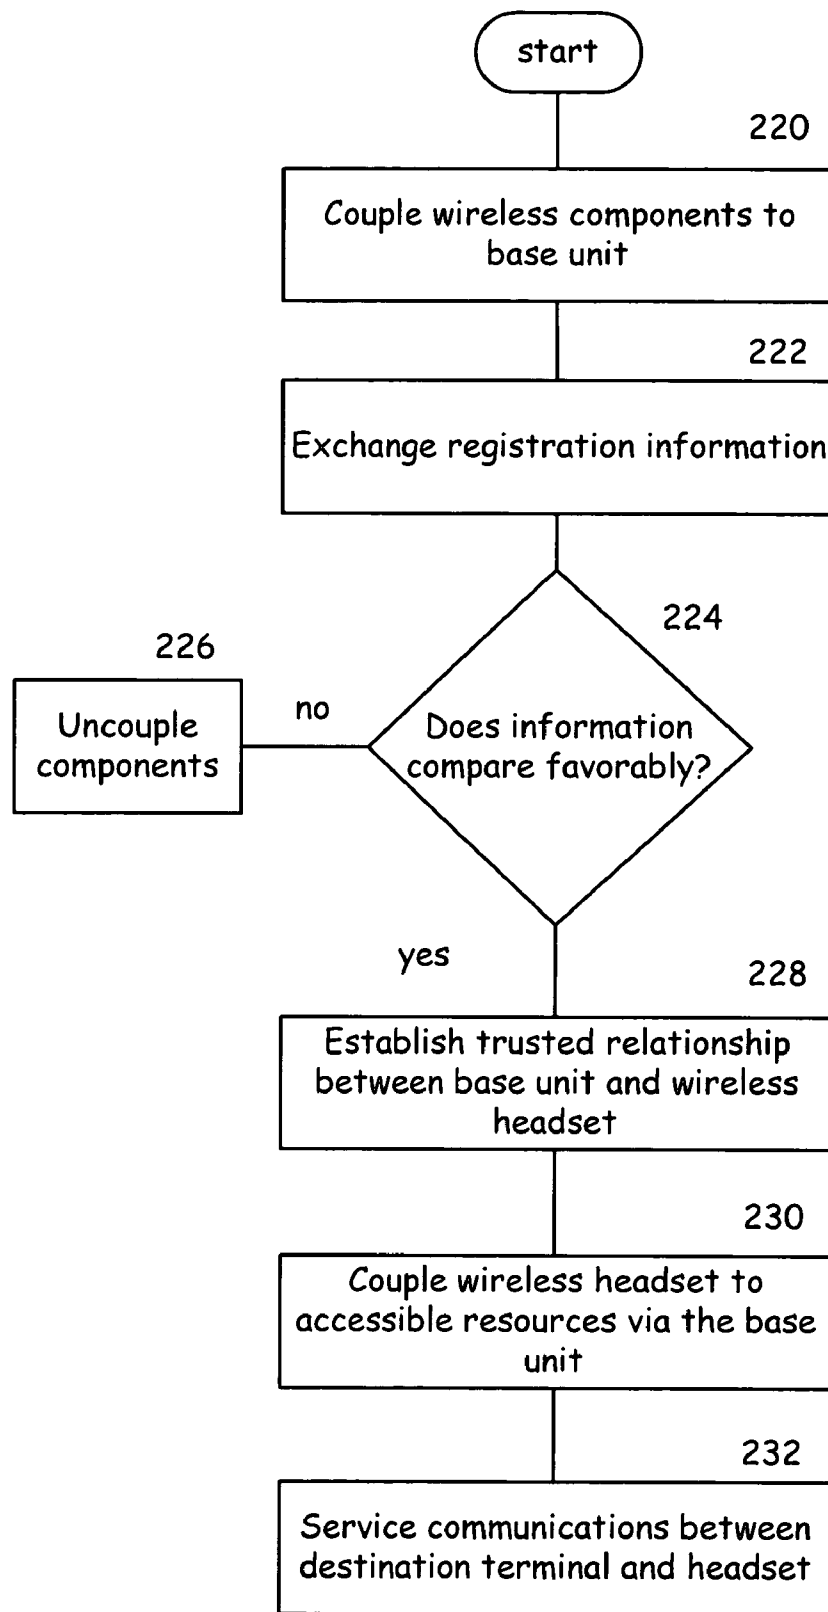 start
220
Couple wireless components to
base unit
222
Exchange registration information
224
Does information
compare favorably?
no
226
Uncouple
components
yes
228
Establish trusted relationship
between base unit and wireless
headset
230
Couple wireless headset to
accessible resources via the base
unit
232
Service communications between
destination terminal and headset